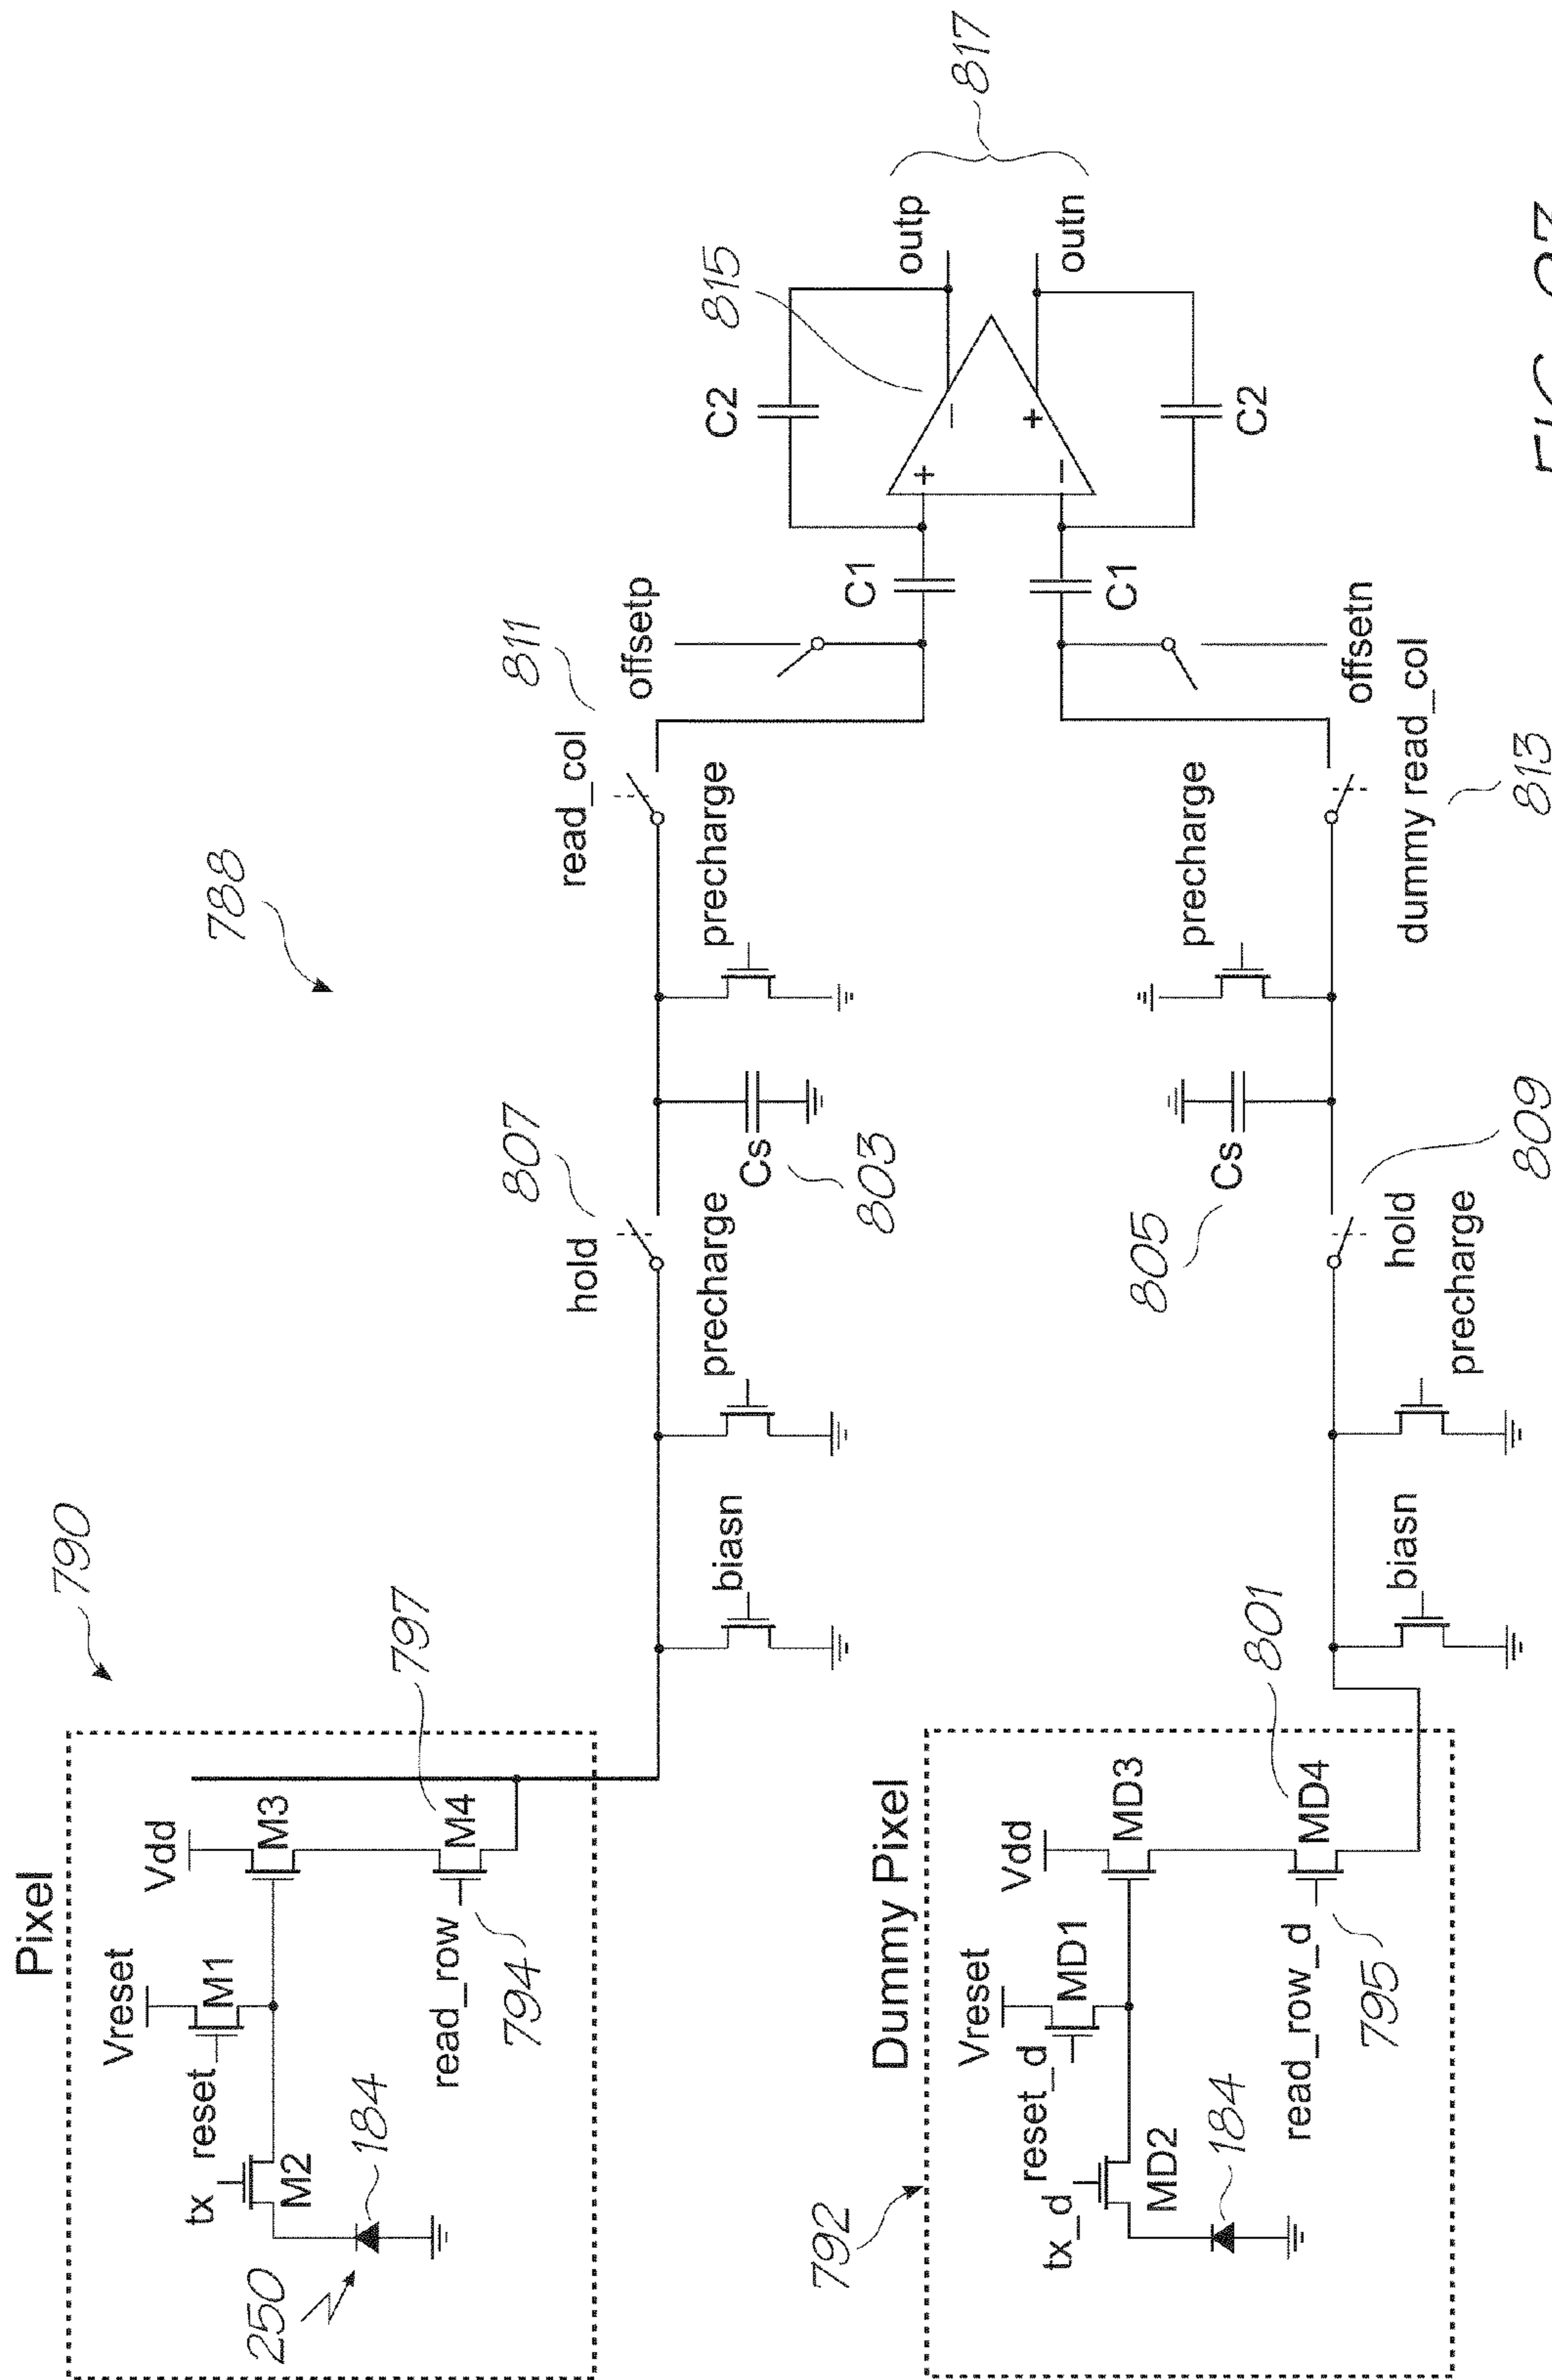 Pixel
790
Vreset
Vdd
tx
reset
M1
M3
M2
250
184
797
M4
read_row
794
788
hold
807
read_col
811
offsetp
biasn
precharge
Cs
803
precharge
C1
C2
815
outp
817
outn
C1
C2
Dummy Pixel
792
Vreset
Vdd
tx_d
reset_d
MD1
MD3
MD2
184
801
MD4
read_row_d
795
805
Cs
precharge
biasn
precharge
hold
809
dummy read_col
813
offsetn